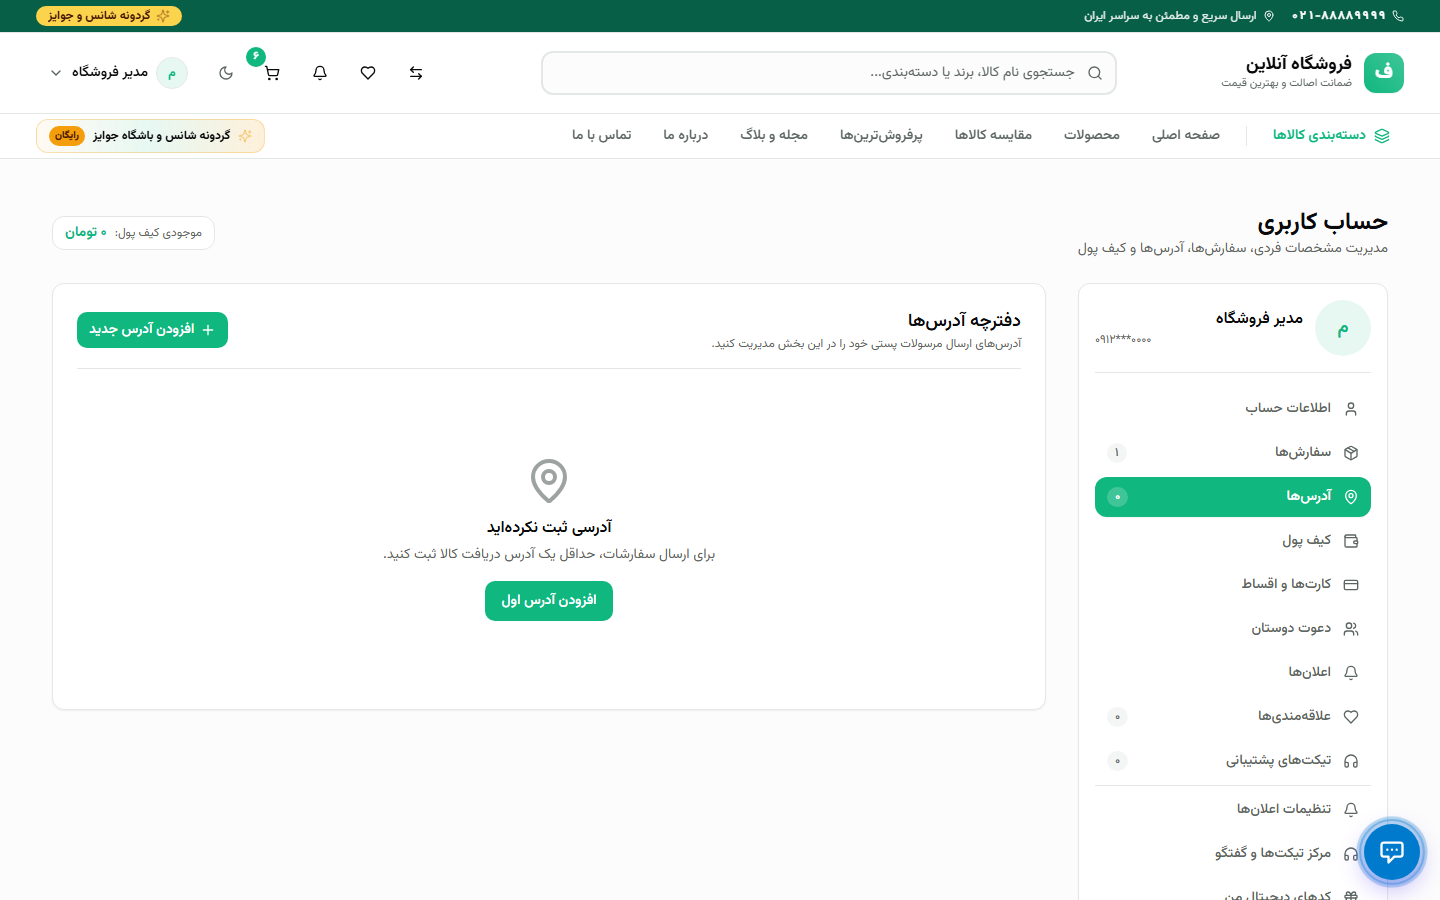 ۰۲۱-۸۸۸۸۹۹۹۹
ارسال سریع و مطمئن به سراسر ایران
گردونه شانس و جوایز
ف
فروشگاه آنلاین
ضمانت اصالت و بهترین قیمت
جستجوی نام کالا، برند یا دسته‌بندی...
۶
م
مدیر فروشگاه
دسته‌بندی کالاها
صفحه اصلی
محصولات
مقایسه کالاها
پرفروش‌ترین‌ها
مجله و بلاگ
درباره ما
تماس با ما
گردونه شانس و باشگاه جوایز
رایگان
حساب کاربری
مدیریت مشخصات فردی، سفارش‌ها، آدرس‌ها و کیف پول
موجودی کیف پول: ۰ تومان
م
مدیر فروشگاه
۰۹۱۲***۰۰۰۰
اطلاعات حساب
سفارش‌ها ۱
آدرس‌ها ۰
کیف پول
کارت‌ها و اقساط
دعوت دوستان
اعلان‌ها
علاقه‌مندی‌ها ۰
تیکت‌های پشتیبانی ۰
تنظیمات اعلان‌ها
مرکز تیکت‌ها و گفتگو
کدهای دیجیتال من
دفترچه آدرس‌ها
آدرس‌های ارسال مرسولات پستی خود را در این بخش مدیریت کنید.
افزودن آدرس جدید
آدرسی ثبت نکرده‌اید
برای ارسال سفارشات، حداقل یک آدرس دریافت کالا ثبت کنید.
افزودن آدرس اول